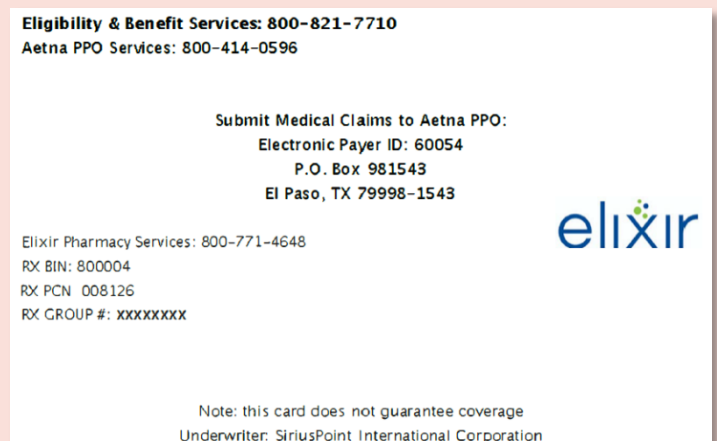 Eligibility & Benefit Services: 800-821-7710
Aetna PPO Services: 800-414-0596
Submit Medical Claims to Aetna PPO:
Electronic Payer ID: 60054
P.O. Box 981543
El Paso, TX 79998-1543
elixir
Elixir Pharmacy Services: 800-771-4648
RX BIN: 800004
RX PCN 008126
RX GROUP #: XXXXXXXX
Note: this card does not guarantee coverage
Underwriter: SiriusPoint International Corporation